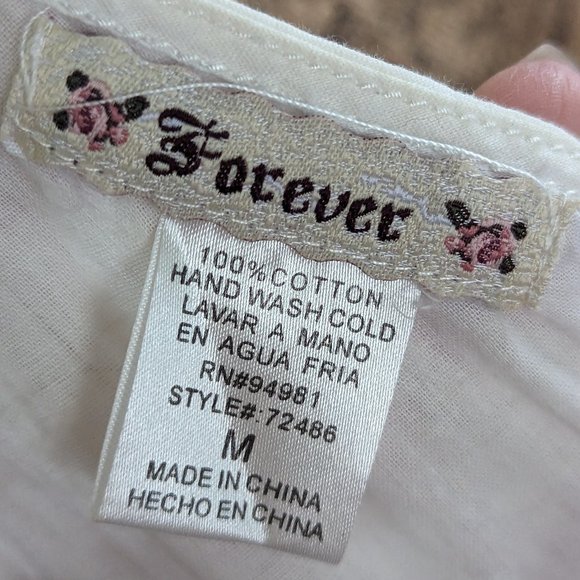 Forever
100% COTTON
HAND WASH COLD
LAVAR A MANO
EN AGUA FRIA
RN#94981
STYLE#:72486
M
MADE IN CHINA
HECHO EN CHINA